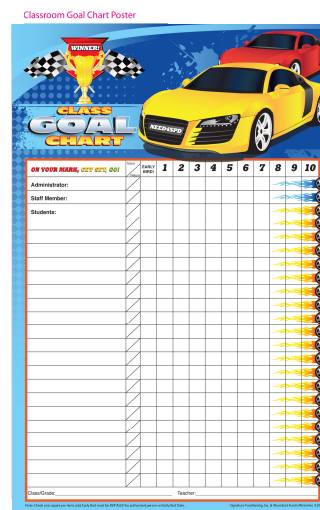 Classroom Goal Chart Poster
WINNER!
CLASS
GOAL
CHART
NEED4SPD
ON YOUR MARK, GET SET, GO!
EARLY BIRD!
1 2 3 4 5 6 7 8 9 10
Administrator:
Staff Member:
Students:
Class/Grade:
Teacher: